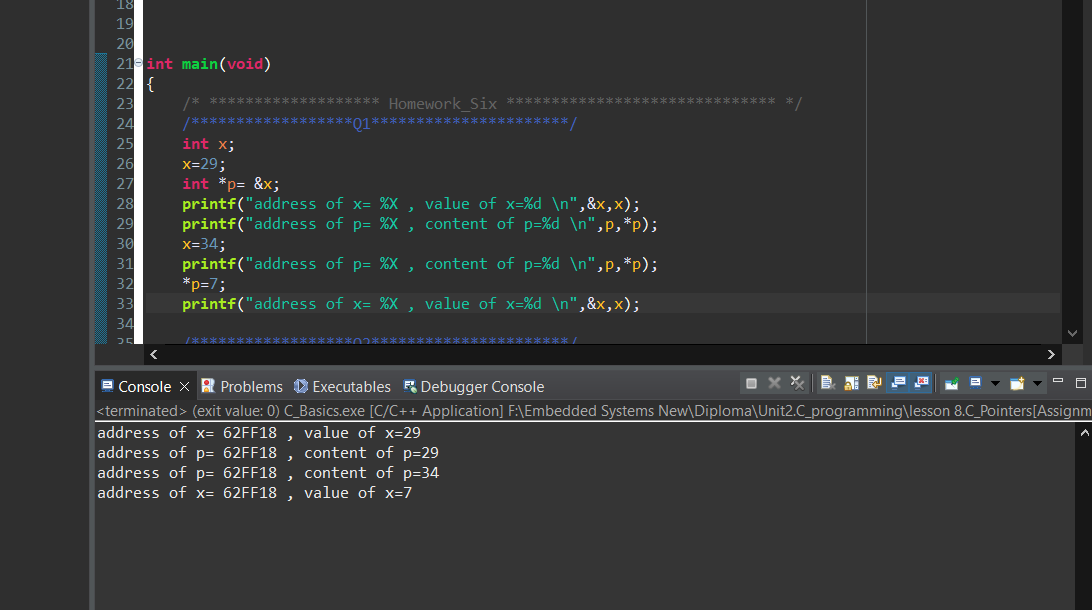 18
19
20
21 int main(void)
22 {
23 /* ******************* Homework_Six ****************************** */
24 /******************Q1**********************/
25 int x;
26 x=29;
27 int *p= &x;
28 printf("address of x= %X , value of x=%d \n",&x,x);
29 printf("address of p= %X , content of p=%d \n",p,*p);
30 x=34;
31 printf("address of p= %X , content of p=%d \n",p,*p);
32 *p=7;
33 printf("address of x= %X , value of x=%d \n",&x,x);
34
35 /******************Q2**********************/
Console Problems Executables Debugger Console
<terminated> (exit value: 0) C_Basics.exe [C/C++ Application] F:\Embedded Systems New\Diploma\Unit2.C_programming\lesson 8.C_Pointers[Assignm
address of x= 62FF18 , value of x=29
address of p= 62FF18 , content of p=29
address of p= 62FF18 , content of p=34
address of x= 62FF18 , value of x=7